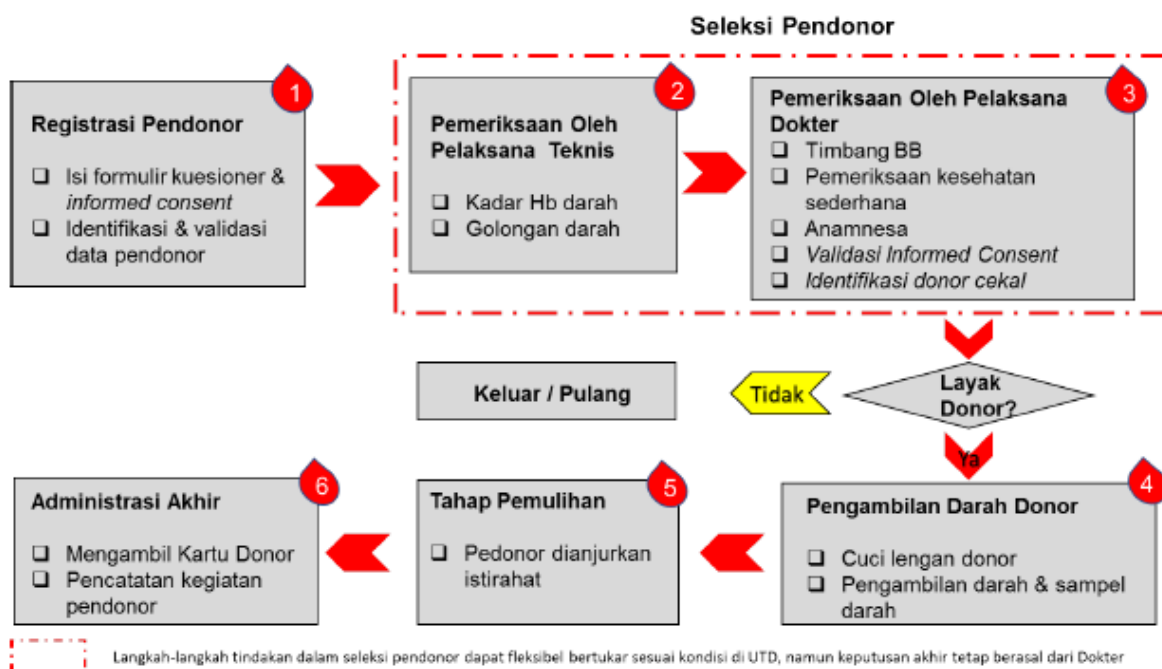 Seleksi Pendonor
1
Registrasi Pendonor
Isi formulir kuesioner &
informed consent
Identifikasi & validasi
data pendonor
2
Pemeriksaan Oleh
Pelaksana Teknis
Kadar Hb darah
Golongan darah
3
Pemeriksaan Oleh Pelaksana
Dokter
Timbang BB
Pemeriksaan kesehatan
sederhana
Anamnesa
Validasi Informed Consent
Identifikasi donor cekal
Layak
Donor?
Tidak
Keluar / Pulang
Ya
4
Pengambilan Darah Donor
Cuci lengan donor
Pengambilan darah & sampel
darah
5
Tahap Pemulihan
Pedonor dianjurkan
istirahat
6
Administrasi Akhir
Mengambil Kartu Donor
Pencatatan kegiatan
pendonor
Langkah-langkah tindakan dalam seleksi pendonor dapat fleksibel bertukar sesuai kondisi di UTD, namun keputusan akhir tetap berasal dari Dokter